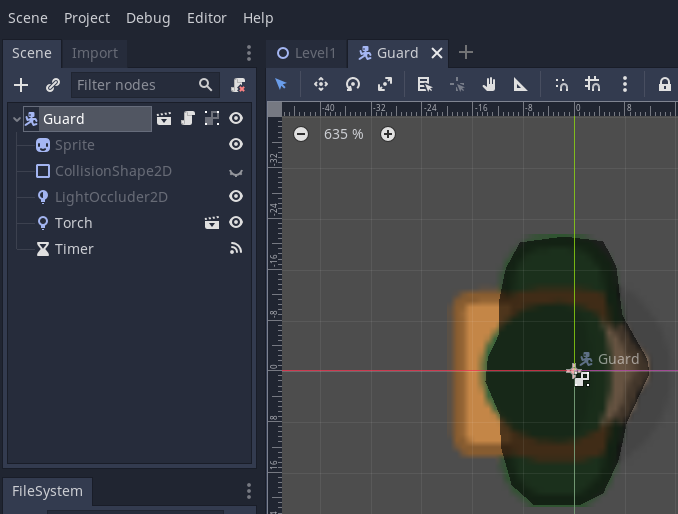 Scene Project Debug Editor Help
Scene Import
Level1 Guard
Filter nodes
Guard
Sprite
CollisionShape2D
LightOccluder2D
Torch
Timer
-40 -32 -24 -16 -8 0 8
635 %
-32
-24
-16
-8
0
8
16
Guard
FileSystem